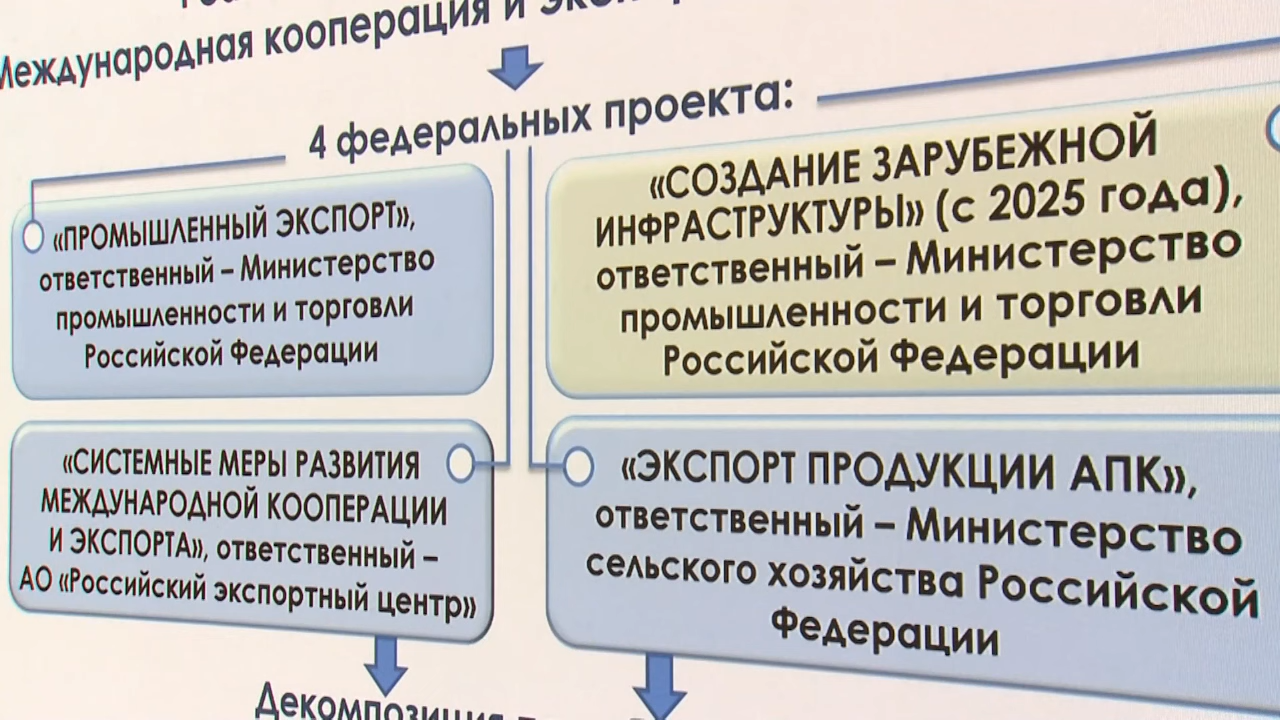 Международная кооперация и
4 федеральных проекта:
«ПРОМЫШЛЕННЫЙ ЭКСПОРТ»,
ответственный – Министерство
промышленности и торговли
Российской Федерации
«СОЗДАНИЕ ЗАРУБЕЖНОЙ
ИНФРАСТРУКТУРЫ» (с 2025 года),
ответственный – Министерство
промышленности и торговли
Российской Федерации
«СИСТЕМНЫЕ МЕРЫ РАЗВИТИЯ
МЕЖДУНАРОДНОЙ КООПЕРАЦИИ
И ЭКСПОРТА», ответственный –
АО «Российский экспортный центр»
«ЭКСПОРТ ПРОДУКЦИИ АПК»,
ответственный – Министерство
сельского хозяйства Российской
Федерации
Декомпозиция